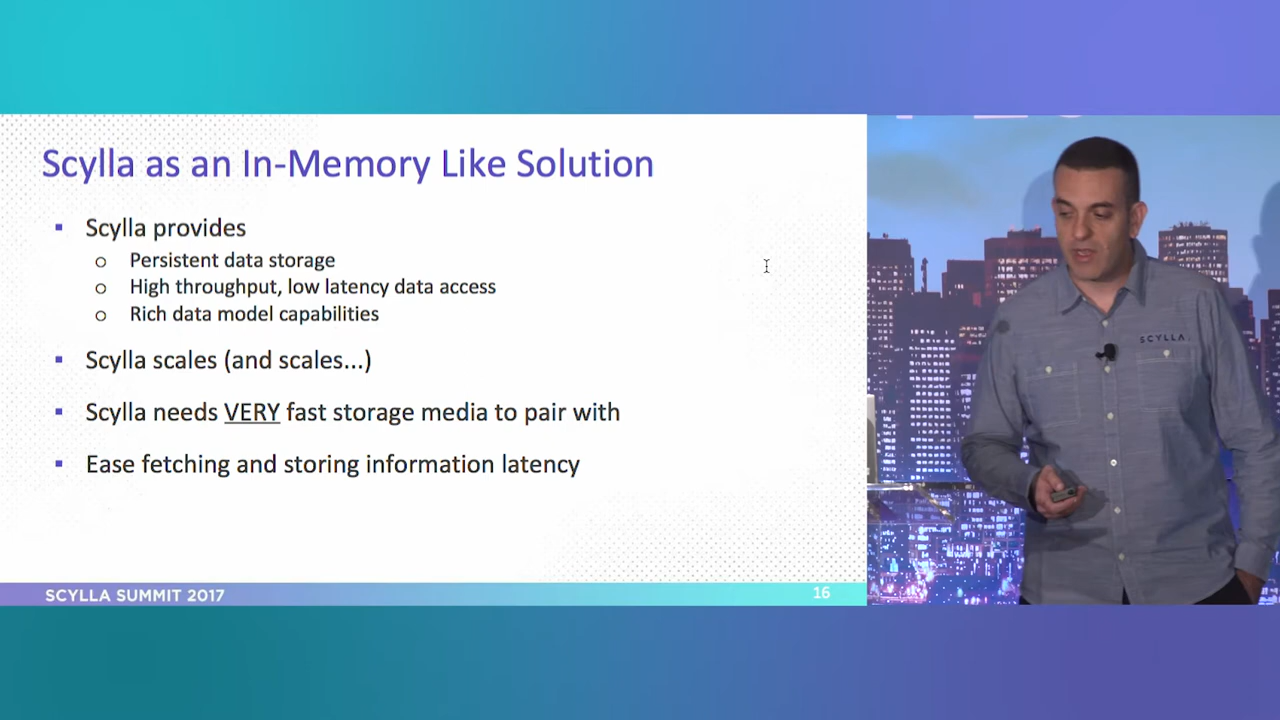 Scylla as an In-Memory Like Solution
▪ Scylla provides
o Persistent data storage
o High throughput, low latency data access
o Rich data model capabilities
▪ Scylla scales (and scales...)
▪ Scylla needs VERY fast storage media to pair with
▪ Ease fetching and storing information latency
SCYLLA SUMMIT 2017
16
SCYLLA.